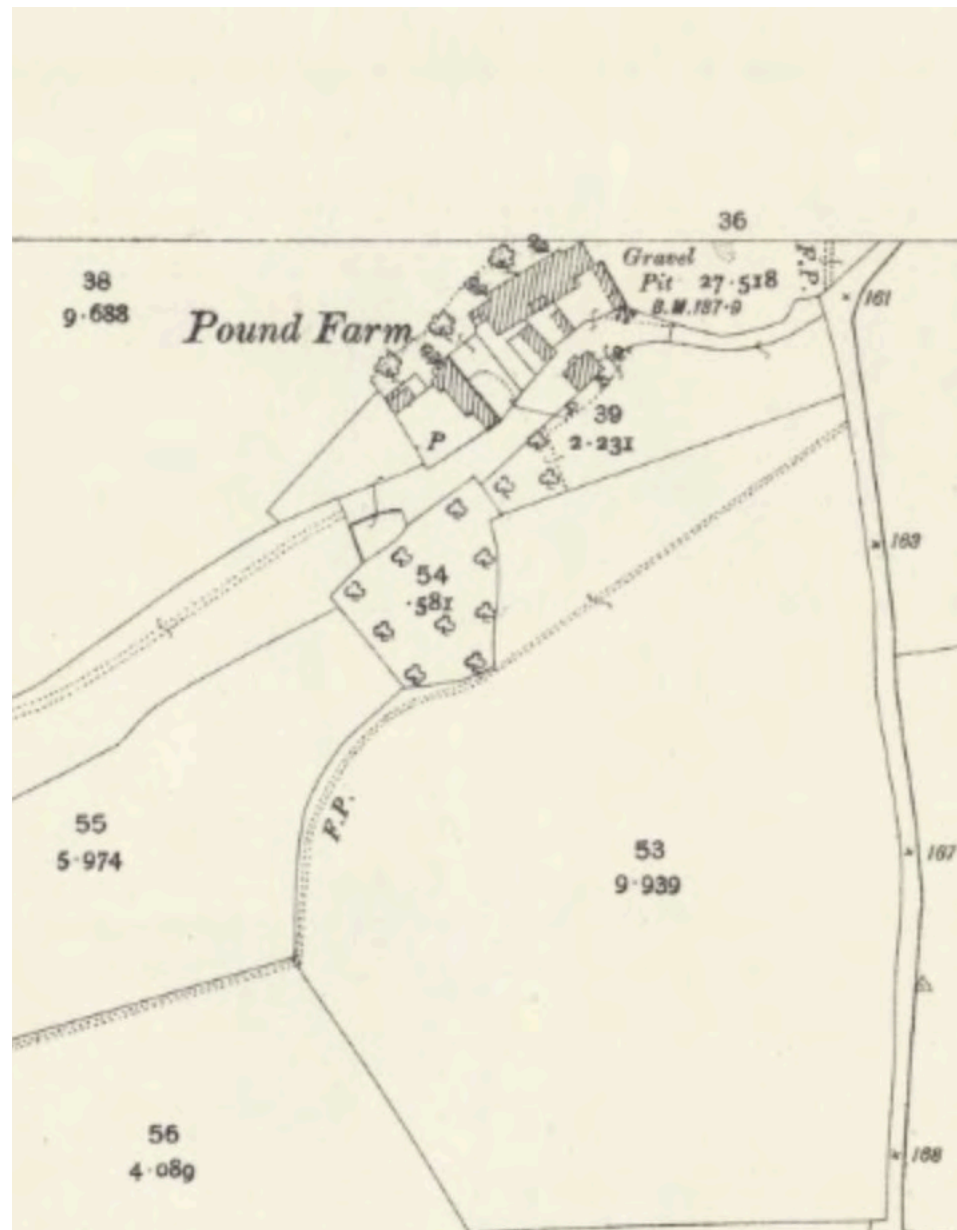 36
38
9·688
Gravel
Pit 27·518
B.M.187·9
F.P.
161
Pound Farm
39
2·231
P
163
54
·581
F.P.
55
5·974
53
9·939
167
56
4·089
168